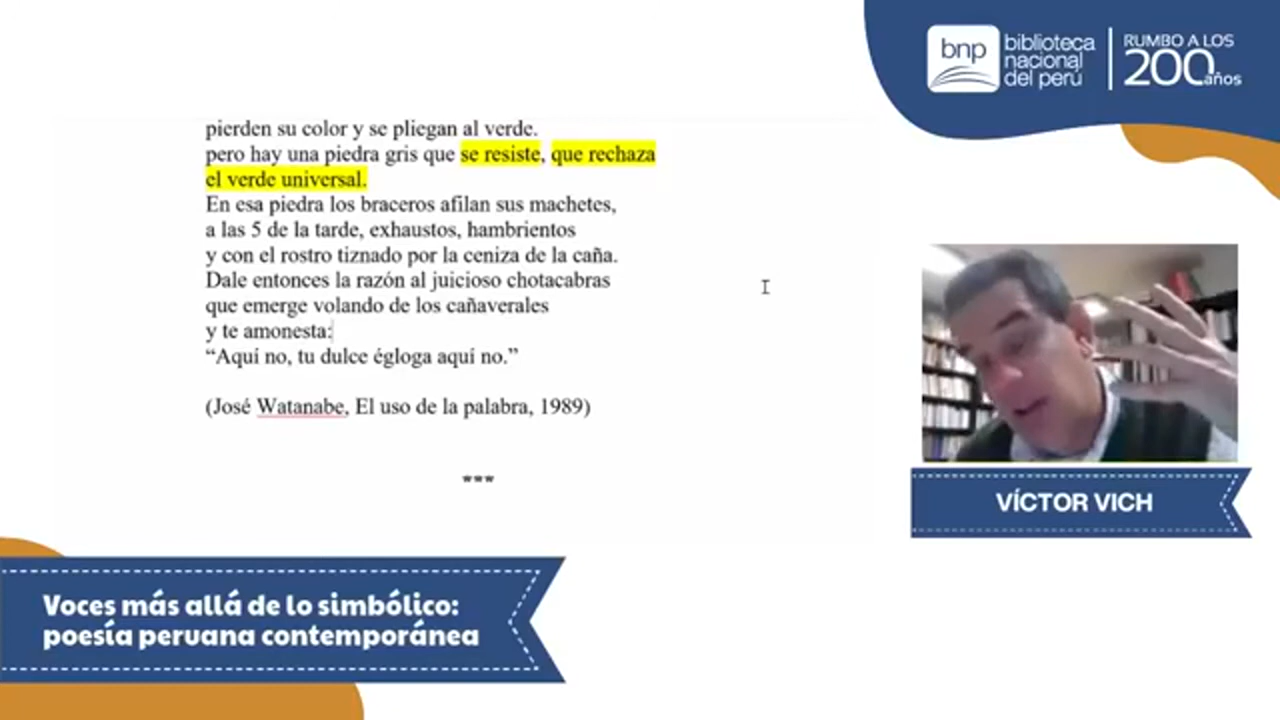 bnp
biblioteca
nacional
del perú
RUMBO A LOS
200 años
pierden su color y se pliegan al verde.
pero hay una piedra gris que se resiste, que rechaza
el verde universal.
En esa piedra los braceros afilan sus machetes,
a las 5 de la tarde, exhaustos, hambrientos
y con el rostro tiznado por la ceniza de la caña.
Dale entonces la razón al juicioso chotacabras
que emerge volando de los cañaverales
y te amonesta:
“Aquí no, tu dulce égloga aquí no.”
(José Watanabe, El uso de la palabra, 1989)
***
VÍCTOR VICH
Voces más allá de lo simbólico:
poesía peruana contemporánea